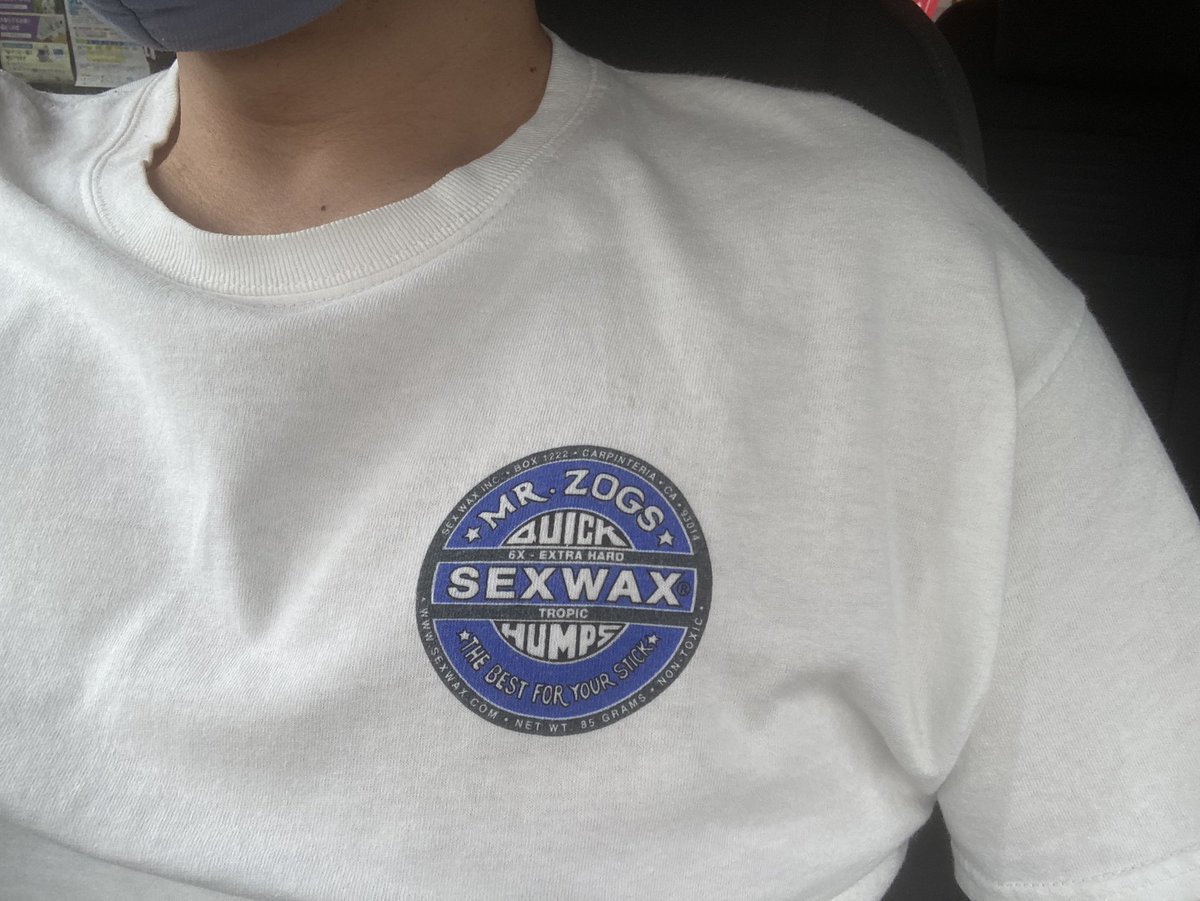 SEX WAX INC. • BOX 1222 • CARPINTERIA • CA • 93014
MR. ZOGS
QUICK
6X - EXTRA HARD
SEXWAX®
TROPIC
HUMPS
THE BEST FOR YOUR STICK
• WWW.SEXWAX.COM • NET WT. 85 GRAMS • NON-TOXIC •